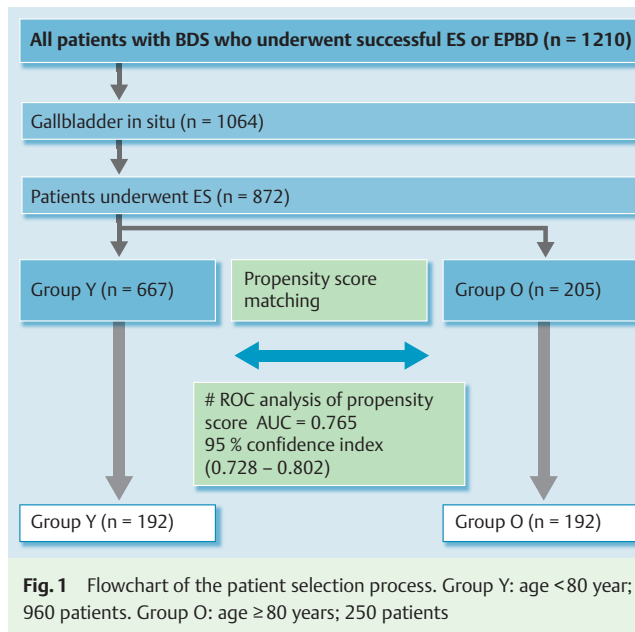 All patients with BDS who underwent successful ES or EPBD (n = 1210)
Gallbladder in situ (n = 1064)
Patients underwent ES (n = 872)
Group Y (n = 667)
Propensity score
matching
Group O (n = 205)
# ROC analysis of propensity
score AUC = 0.765
95 % confidence index
(0.728 – 0.802)
Group Y (n = 192)
Group O (n = 192)
Fig. 1 Flowchart of the patient selection process. Group Y: age < 80 year;
960 patients. Group O: age ≥ 80 years; 250 patients